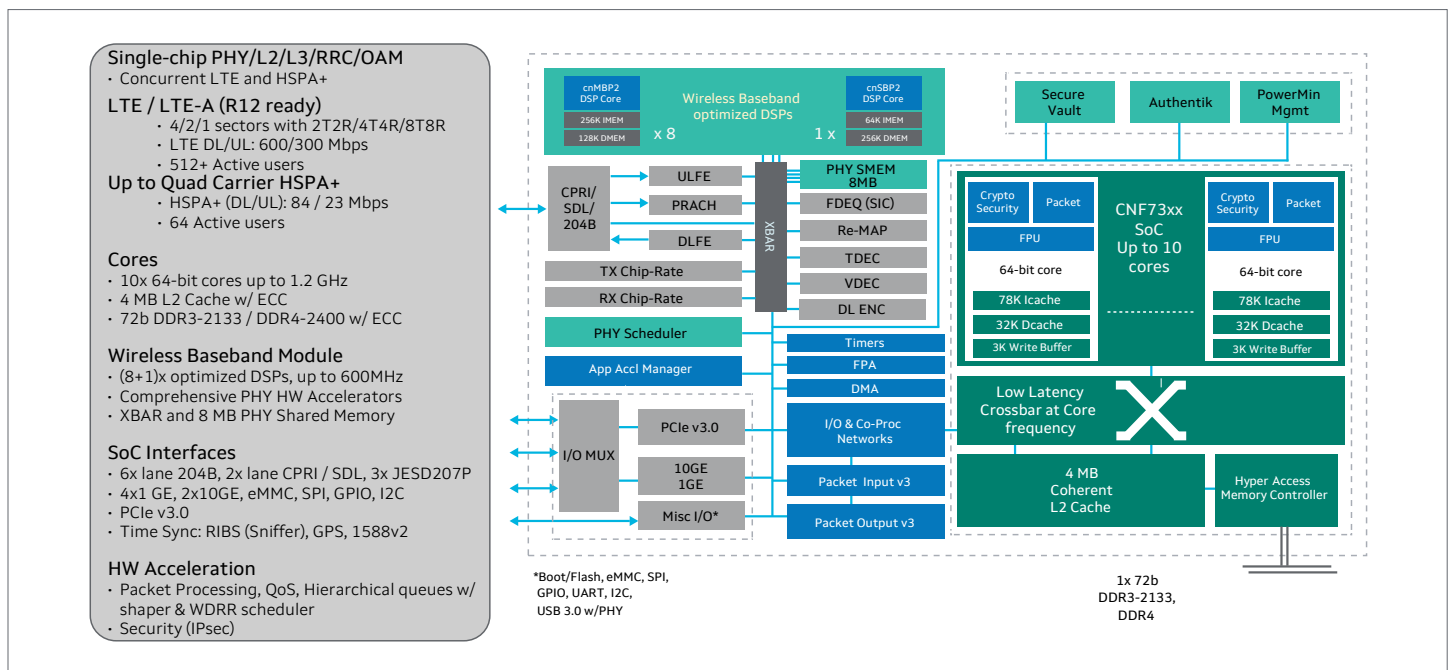 Single-chip PHY/L2/L3/RRC/OAM
· Concurrent LTE and HSPA+
LTE / LTE-A (R12 ready)
· 4/2/1 sectors with 2T2R/4T4R/8T8R
· LTE DL/UL: 600/300 Mbps
· 512+ Active users
Up to Quad Carrier HSPA+
· HSPA+ (DL/UL): 84 / 23 Mbps
· 64 Active users
Cores
· 10x 64-bit cores up to 1.2 GHz
· 4 MB L2 Cache w/ ECC
· 72b DDR3-2133 / DDR4-2400 w/ ECC
Wireless Baseband Module
· (8+1)x optimized DSPs, up to 600MHz
· Comprehensive PHY HW Accelerators
· XBAR and 8 MB PHY Shared Memory
SoC Interfaces
· 6x lane 204B, 2x lane CPRI / SDL, 3x JESD207P
· 4x1 GE, 2x10GE, eMMC, SPI, GPIO, I2C
· PCIe v3.0
· Time Sync: RIBS (Sniffer), GPS, 1588v2
HW Acceleration
· Packet Processing, QoS, Hierarchical queues w/
shaper & WDRR scheduler
· Security (IPsec)
cnMBP2
DSP Core
256K IMEM
128K DMEM
x 8
Wireless Baseband
optimized DSPs
1 x
cnSBP2
DSP Core
64K IMEM
256K DMEM
CPRI/
SDL/
204B
ULFE
PRACH
DLFE
TX Chip-Rate
RX Chip-Rate
PHY Scheduler
App Accl Manager
XBAR
PHY SMEM
8MB
FDEQ (SIC)
Re-MAP
TDEC
VDEC
DL ENC
Timers
FPA
DMA
I/O MUX
PCIe v3.0
10GE
1GE
Misc I/O*
I/O & Co-Proc
Networks
Packet Input v3
Packet Output v3
*Boot/Flash, eMMC, SPI,
GPIO, UART, I2C,
USB 3.0 w/PHY
Secure
Vault
Authentik
PowerMin
Mgmt
Crypto
Security
Packet
FPU
64-bit core
78K Icache
32K Dcache
3K Write Buffer
CNF73xx
SoC
Up to 10
cores
Crypto
Security
Packet
FPU
64-bit core
78K Icache
32K Dcache
3K Write Buffer
Low Latency
Crossbar at Core
frequency
4 MB
Coherent
L2 Cache
Hyper Access
Memory Controller
1x 72b
DDR3-2133,
DDR4